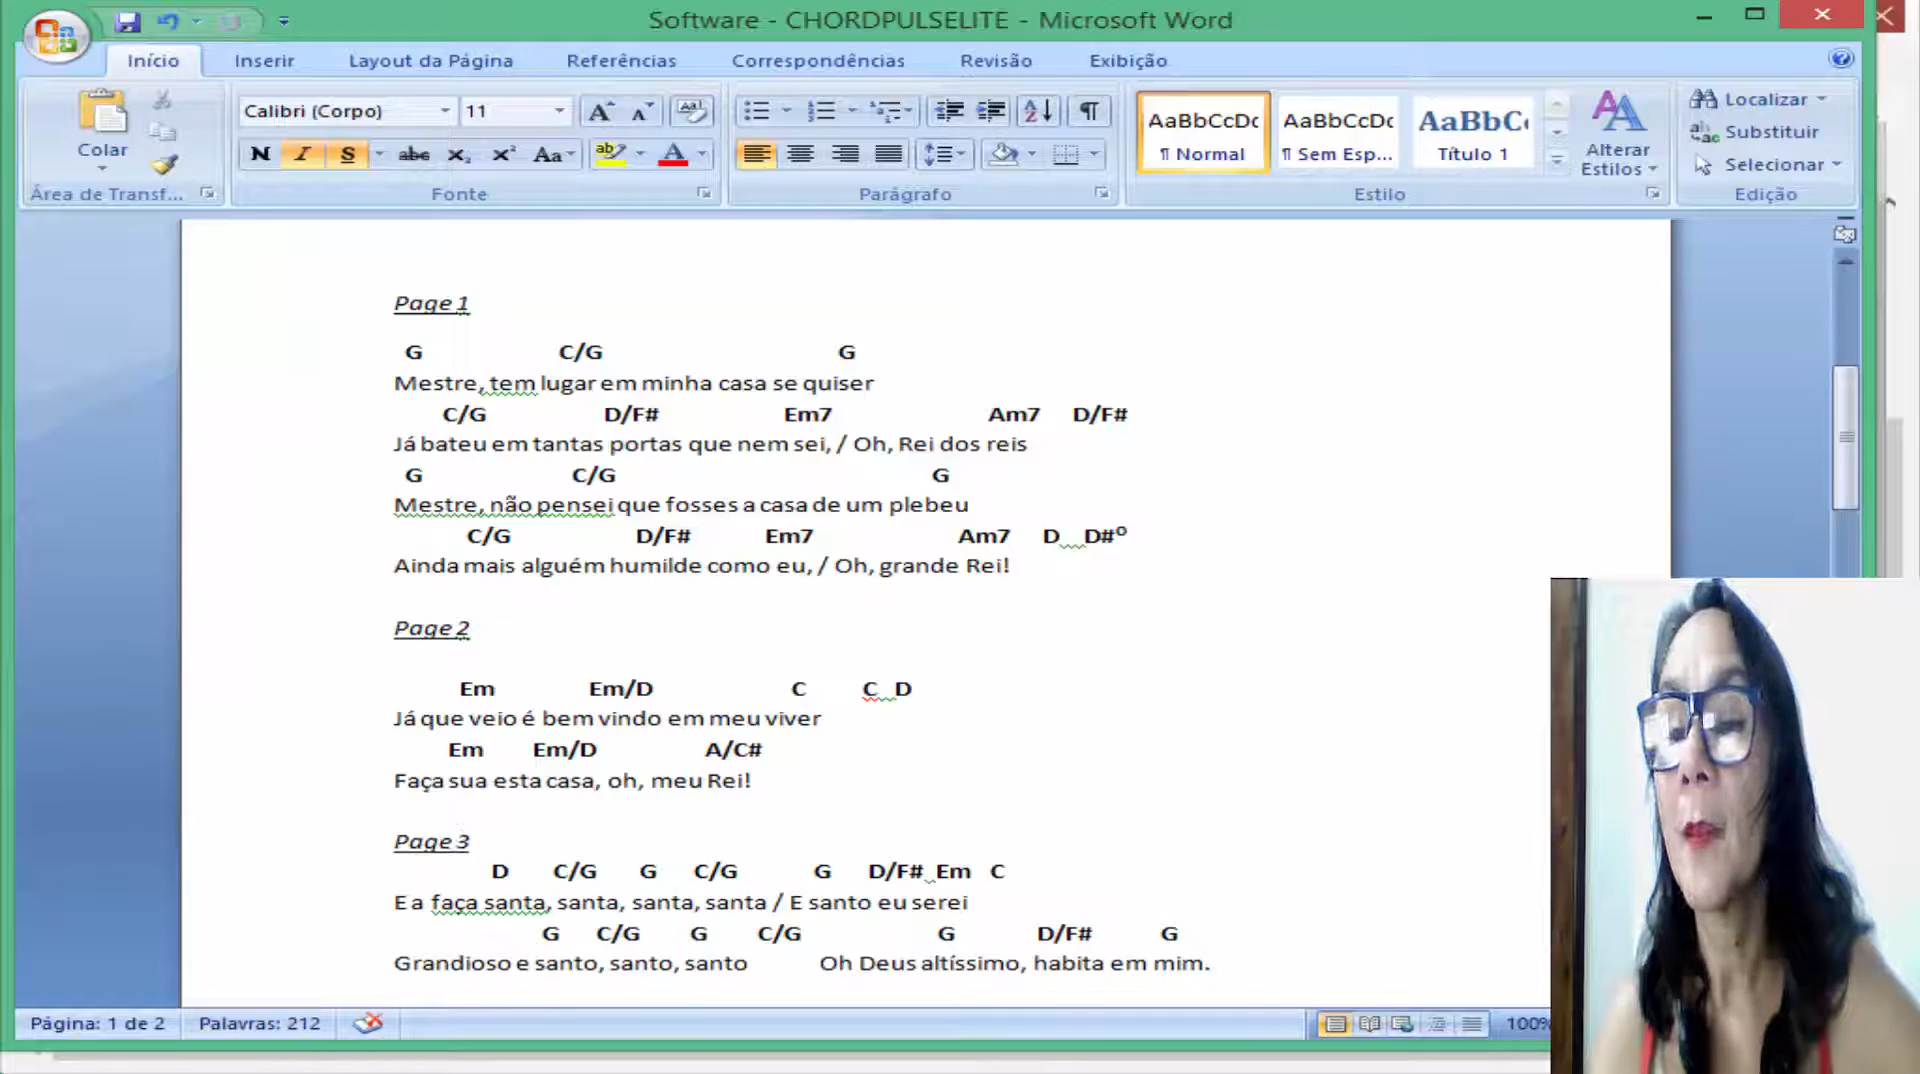 Software - CHORDPULSELITE - Microsoft Word
Início Inserir Layout da Página Referências Correspondências Revisão Exibição
Calibri (Corpo) 11
AaBbCcDc AaBbCcDc AaBbC
Localizar
Substituir
Selecionar
Colar
N I S abc x₂ x² Aa ab A
¶ Normal ¶ Sem Esp... Título 1
Alterar Estilos
Área de Transf... Fonte Parágrafo Estilo Edição
Page 1
G C/G G
Mestre, tem lugar em minha casa se quiser
C/G D/F# Em7 Am7 D/F#
Já bateu em tantas portas que nem sei, / Oh, Rei dos reis
G C/G G
Mestre, não pensei que fosses a casa de um plebeu
C/G D/F# Em7 Am7 D D#º
Ainda mais alguém humilde como eu, / Oh, grande Rei!
Page 2
Em Em/D C C D
Já que veio é bem vindo em meu viver
Em Em/D A/C#
Faça sua esta casa, oh, meu Rei!
Page 3
D C/G G C/G G D/F# Em C
E a faça santa, santa, santa, santa / E santo eu serei
G C/G G C/G G D/F# G
Grandioso e santo, santo, santo Oh Deus altíssimo, habita em mim.
Página: 1 de 2 Palavras: 212 100%